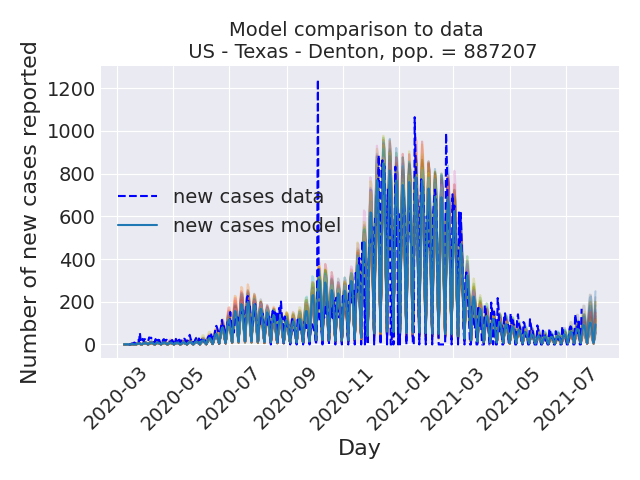 Model comparison to data
US - Texas - Denton, pop. = 887207
Number of new cases reported
1200
1000
800
600
400
200
0
new cases data
new cases model
2020-03
2020-05
2020-07
2020-09
2020-11
2021-01
2021-03
2021-05
2021-07
Day